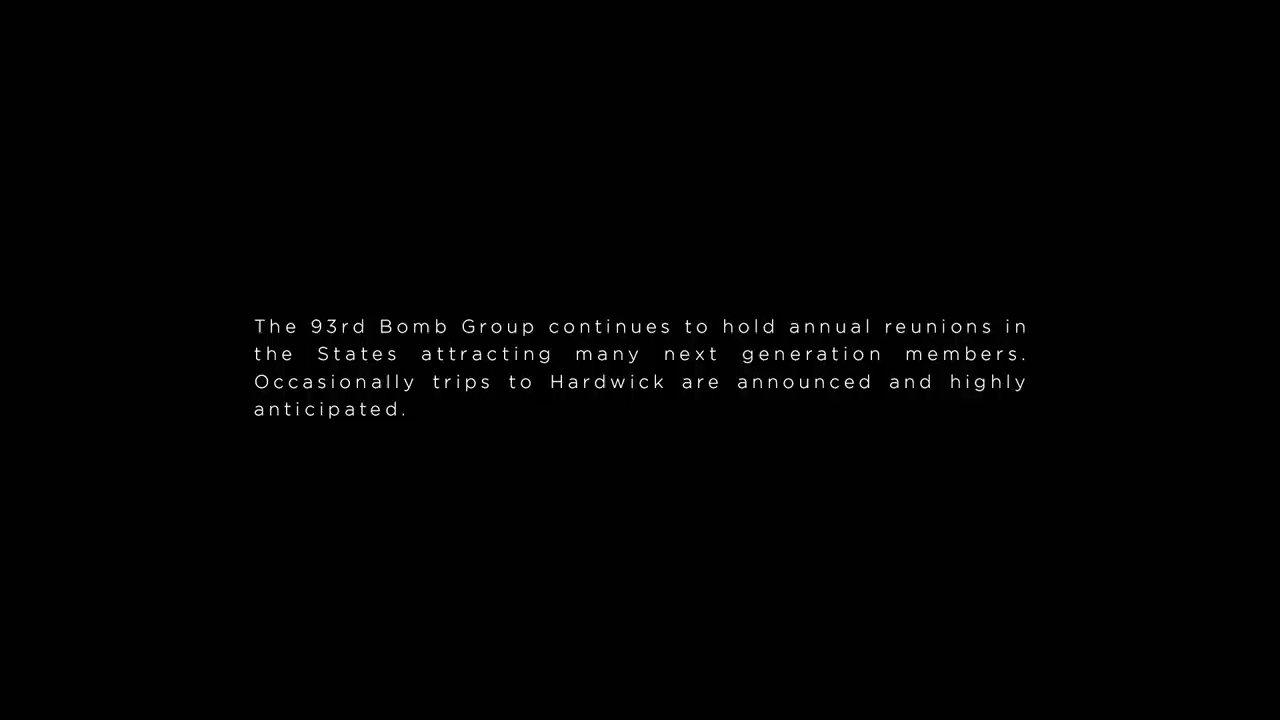 The 93rd Bomb Group continues to hold annual reunions in
the States attracting many next generation members.
Occasionally trips to Hardwick are announced and highly
anticipated.